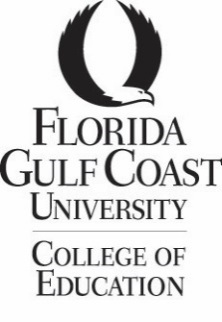 FLORIDA
GULF COAST
UNIVERSITY
COLLEGE OF
EDUCATION